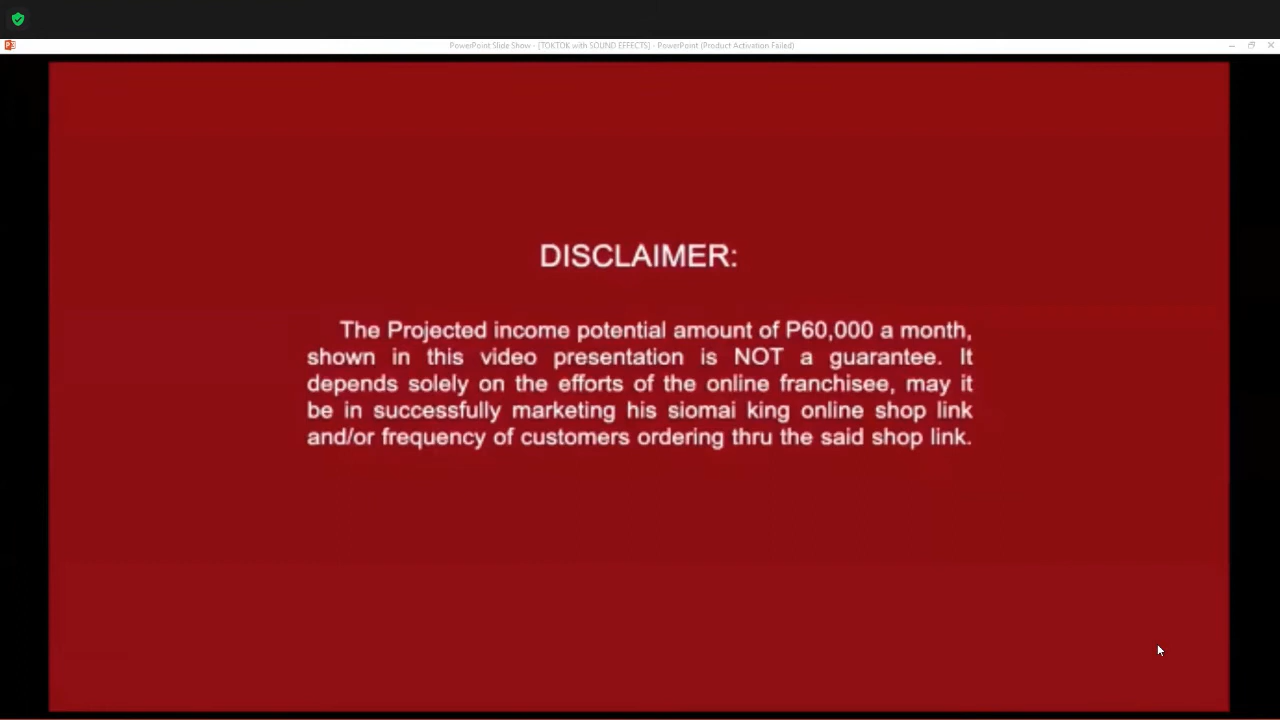 PowerPoint Slide Show - [TOKTOK with SOUND EFFECTS] - PowerPoint (Product Activation Failed)
DISCLAIMER:
The Projected income potential amount of P60,000 a month,
shown in this video presentation is NOT a guarantee. It
depends solely on the efforts of the online franchisee, may it
be in successfully marketing his siomai king online shop link
and/or frequency of customers ordering thru the said shop link.